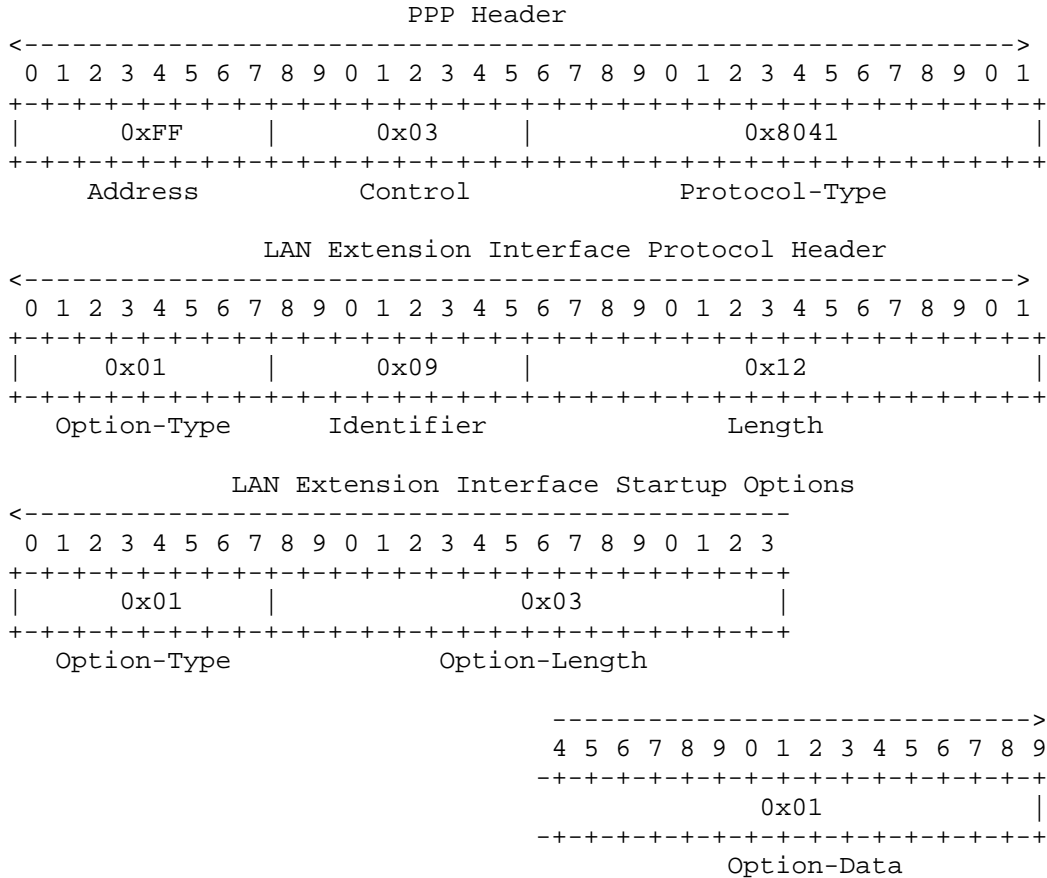 PPP Header
<-------------------------------------------------------------->
0 1 2 3 4 5 6 7 8 9 0 1 2 3 4 5 6 7 8 9 0 1 2 3 4 5 6 7 8 9 0 1
+-+-+-+-+-+-+-+-+-+-+-+-+-+-+-+-+-+-+-+-+-+-+-+-+-+-+-+-+-+-+-+-+
|      0xFF     |      0x03     |             0x8041            |
+-+-+-+-+-+-+-+-+-+-+-+-+-+-+-+-+-+-+-+-+-+-+-+-+-+-+-+-+-+-+-+-+
Address          Control             Protocol-Type
LAN Extension Interface Protocol Header
<-------------------------------------------------------------->
0 1 2 3 4 5 6 7 8 9 0 1 2 3 4 5 6 7 8 9 0 1 2 3 4 5 6 7 8 9 0 1
+-+-+-+-+-+-+-+-+-+-+-+-+-+-+-+-+-+-+-+-+-+-+-+-+-+-+-+-+-+-+-+-+
|     0x01      |      0x09     |               0x12            |
+-+-+-+-+-+-+-+-+-+-+-+-+-+-+-+-+-+-+-+-+-+-+-+-+-+-+-+-+-+-+-+-+
Option-Type      Identifier               Length
LAN Extension Interface Startup Options
<------------------------------------------------
0 1 2 3 4 5 6 7 8 9 0 1 2 3 4 5 6 7 8 9 0 1 2 3
+-+-+-+-+-+-+-+-+-+-+-+-+-+-+-+-+-+-+-+-+-+-+-+-+
|      0x01     |               0x03            |
+-+-+-+-+-+-+-+-+-+-+-+-+-+-+-+-+-+-+-+-+-+-+-+-+
Option-Type             Option-Length
------------------------------>
4 5 6 7 8 9 0 1 2 3 4 5 6 7 8 9
-+-+-+-+-+-+-+-+-+-+-+-+-+-+-+-+
0x01              |
-+-+-+-+-+-+-+-+-+-+-+-+-+-+-+-+
Option-Data